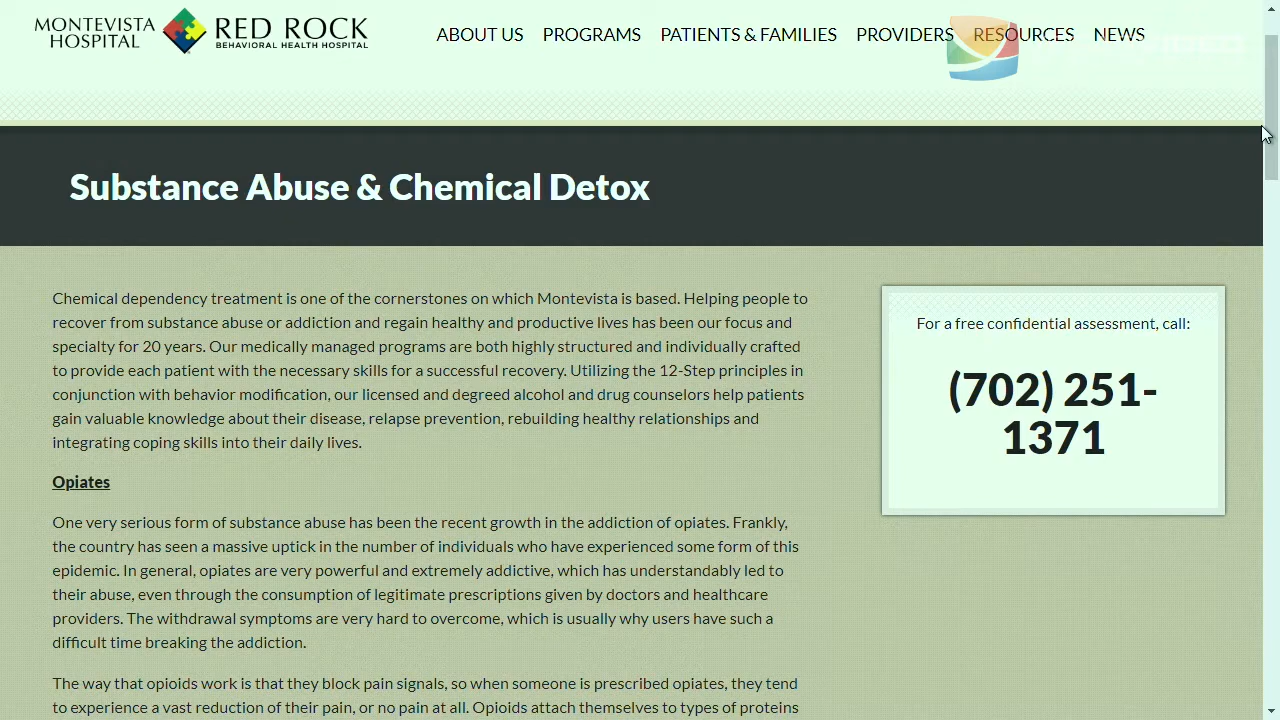 MONTEVISTA HOSPITAL
RED ROCK
BEHAVIORAL HEALTH HOSPITAL
ABOUT US PROGRAMS PATIENTS & FAMILIES PROVIDERS RESOURCES NEWS
Substance Abuse & Chemical Detox
Chemical dependency treatment is one of the cornerstones on which Montevista is based. Helping people to
recover from substance abuse or addiction and regain healthy and productive lives has been our focus and
specialty for 20 years. Our medically managed programs are both highly structured and individually crafted
to provide each patient with the necessary skills for a successful recovery. Utilizing the 12-Step principles in
conjunction with behavior modification, our licensed and degreed alcohol and drug counselors help patients
gain valuable knowledge about their disease, relapse prevention, rebuilding healthy relationships and
integrating coping skills into their daily lives.
Opiates
One very serious form of substance abuse has been the recent growth in the addiction of opiates. Frankly,
the country has seen a massive uptick in the number of individuals who have experienced some form of this
epidemic. In general, opiates are very powerful and extremely addictive, which has understandably led to
their abuse, even through the consumption of legitimate prescriptions given by doctors and healthcare
providers. The withdrawal symptoms are very hard to overcome, which is usually why users have such a
difficult time breaking the addiction.
The way that opioids work is that they block pain signals, so when someone is prescribed opiates, they tend
to experience a vast reduction of their pain, or no pain at all. Opioids attach themselves to types of proteins
For a free confidential assessment, call:
(702) 251-
1371